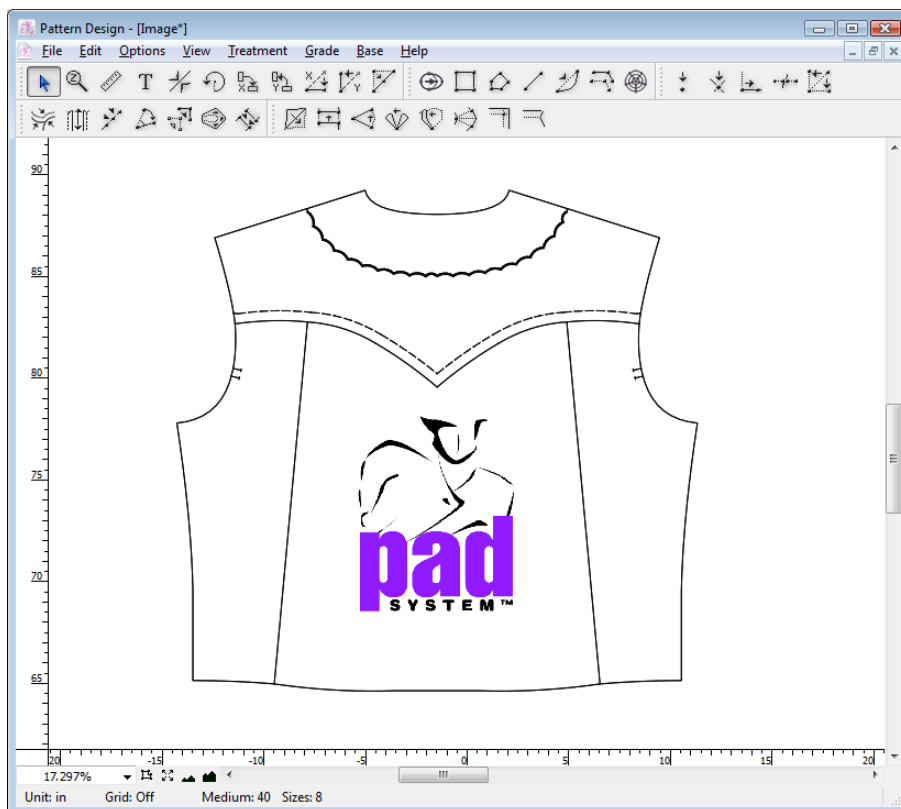 Pattern Design - [Image*]
File Edit Options View Treatment Grade Base Help
90
85
80
75
70
65
pad
SYSTEM™
20 -15 -10 -5 0 5 10 15 20
17.297%
Unit: in Grid: Off Medium: 40 Sizes: 8